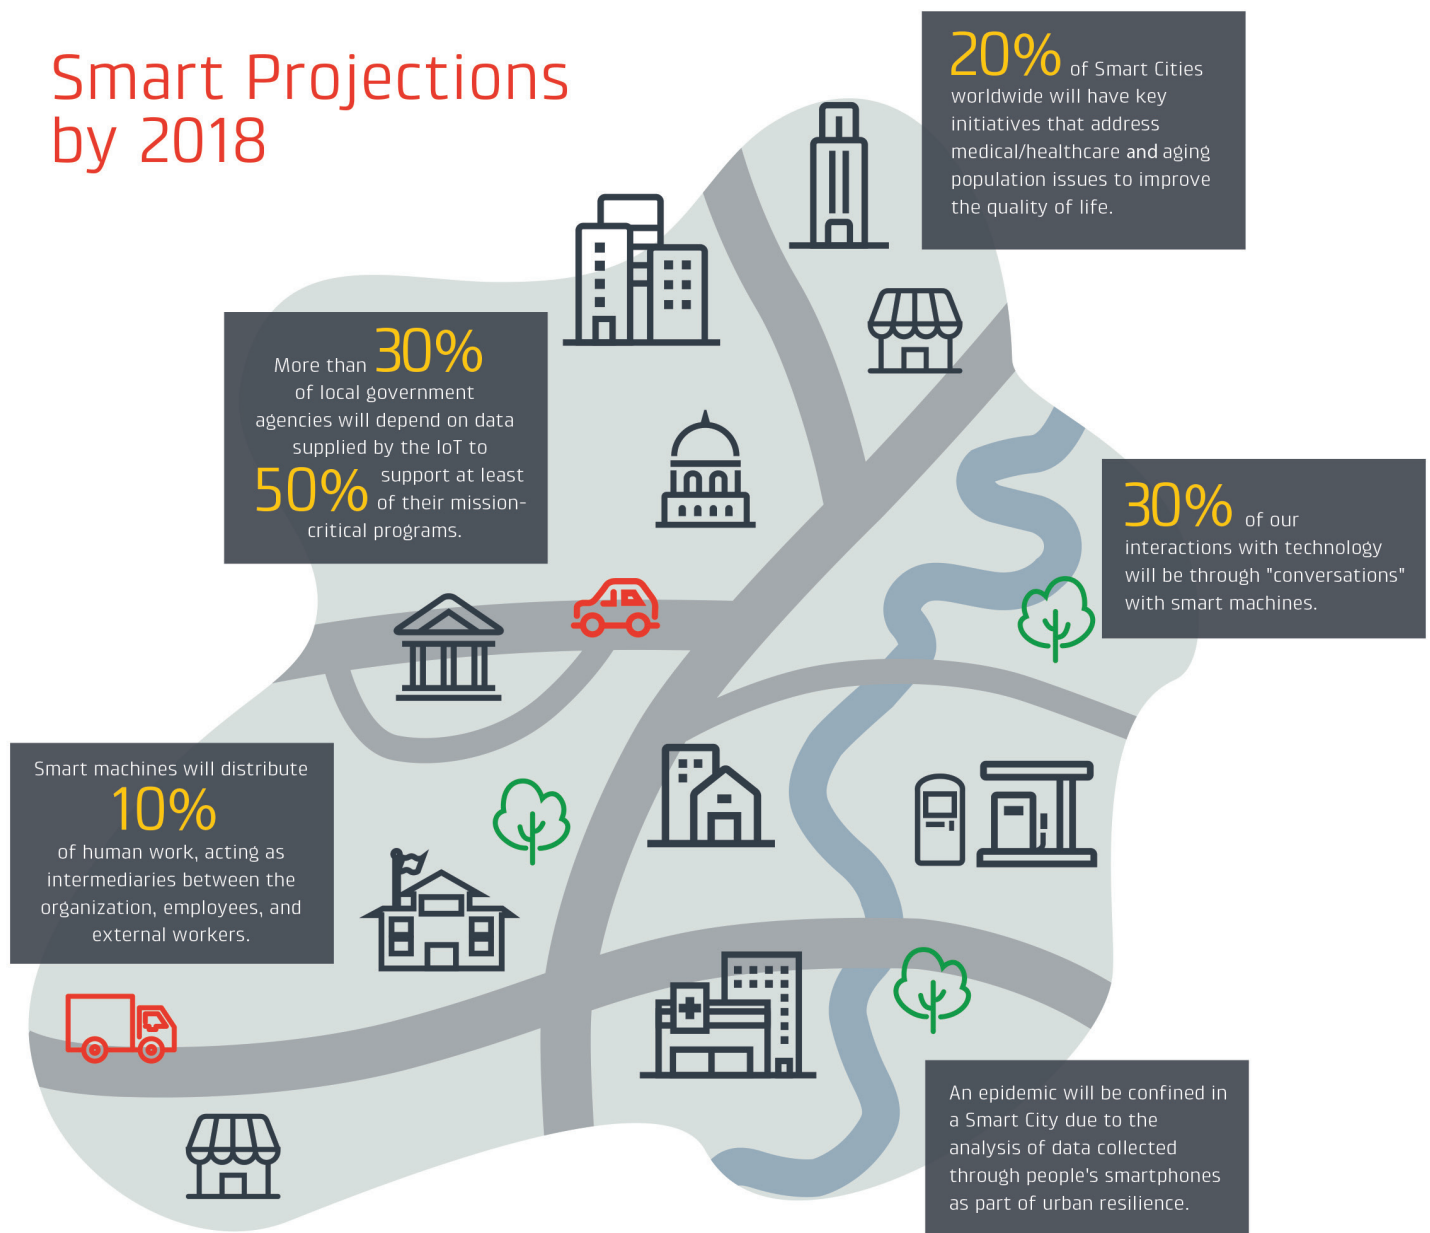 Smart Projections
by 2018
20% of Smart Cities
worldwide will have key
initiatives that address
medical/healthcare and aging
population issues to improve
the quality of life.
More than 30%
of local government
agencies will depend on data
supplied by the IoT to
support at least
50% of their mission-
critical programs.
30% of our
interactions with technology
will be through "conversations"
with smart machines.
Smart machines will distribute
10%
of human work, acting as
intermediaries between the
organization, employees, and
external workers.
An epidemic will be confined in
a Smart City due to the
analysis of data collected
through people's smartphones
as part of urban resilience.